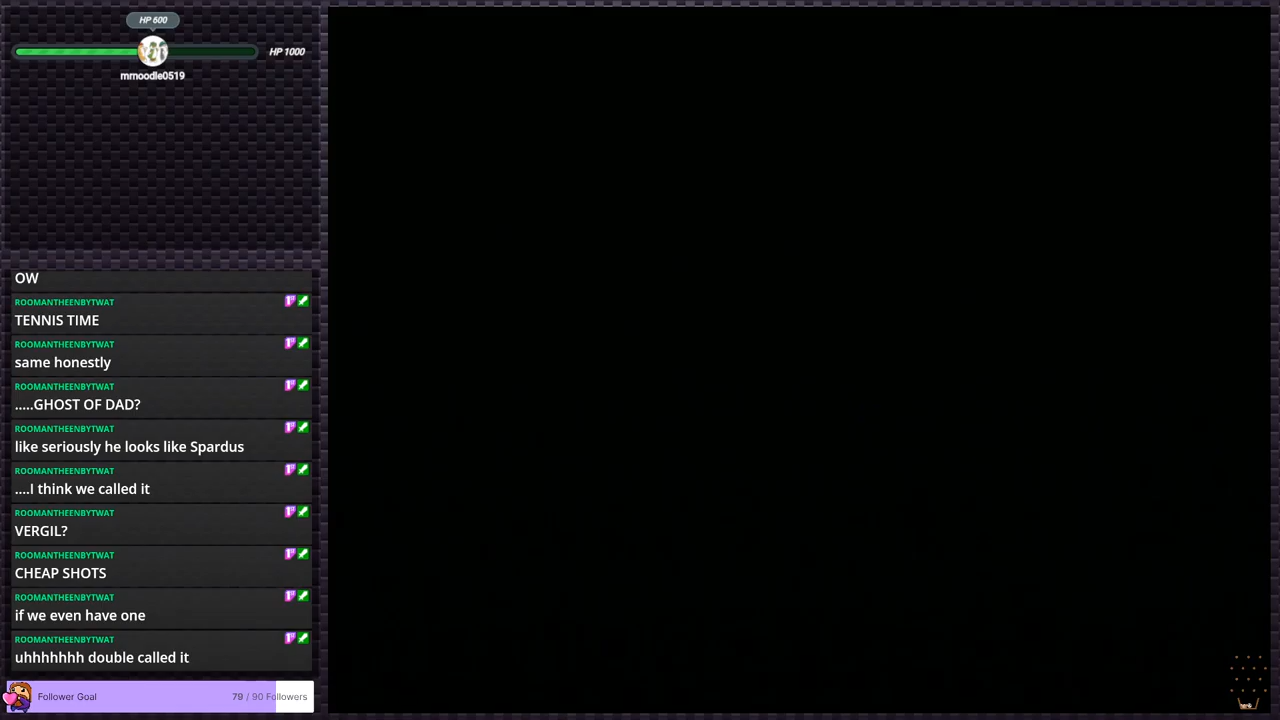 HP 600
HP 1000
mmoodle0519
OW
ROOMANTHEENBYTWAT
TENNIS TIME
ROOMANTHEENBYTWAT
same honestly
ROOMANTHEENBYTWAT
.....GHOST OF DAD?
ROOMANTHEENBYTWAT
like seriously he looks like Spardus
ROOMANTHEENBYTWAT
....I think we called it
ROOMANTHEENBYTWAT
VERGIL?
ROOMANTHEENBYTWAT
CHEAP SHOTS
ROOMANTHEENBYTWAT
if we even have one
ROOMANTHEENBYTWAT
uhhhhhhh double called it
Follower Goal 79 / 90 Followers